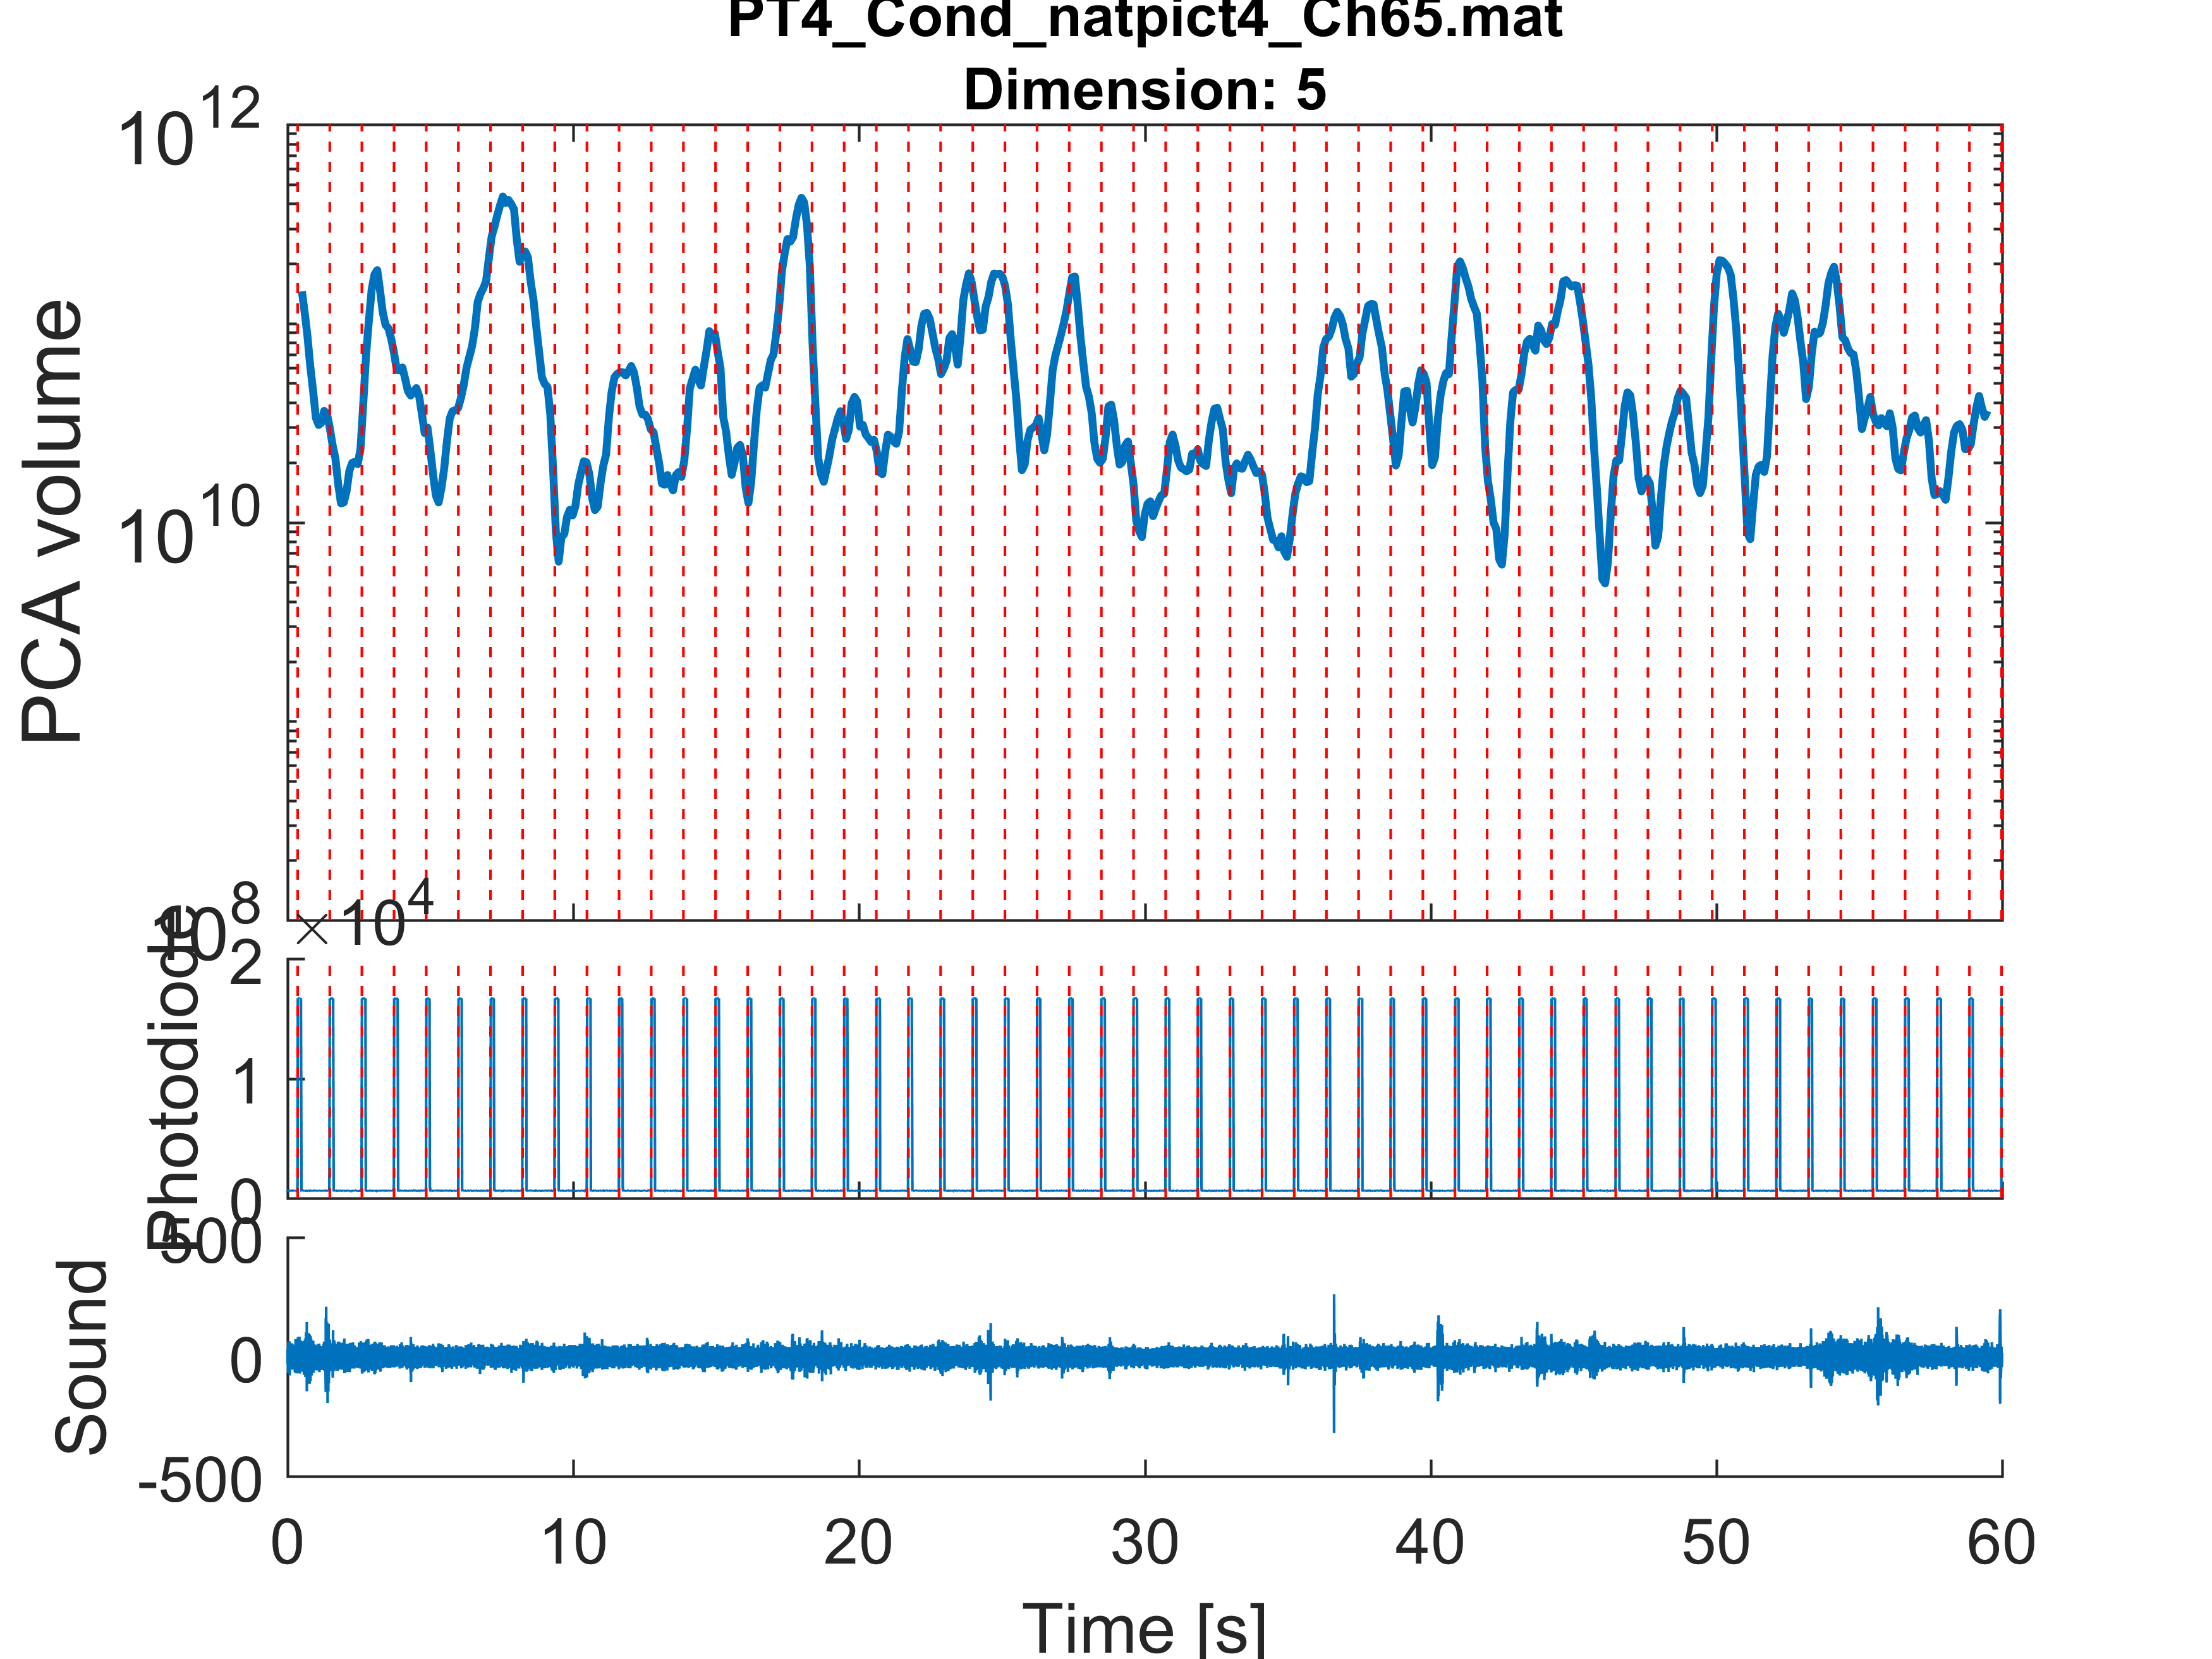 PT4_Cond_natpict4_Ch65.mat
Dimension: 5
10^12
10^10
10^8
PCA volume
×10^4
2
1
0
Photodiode
500
0
-500
Sound
0 10 20 30 40 50 60
Time [s]